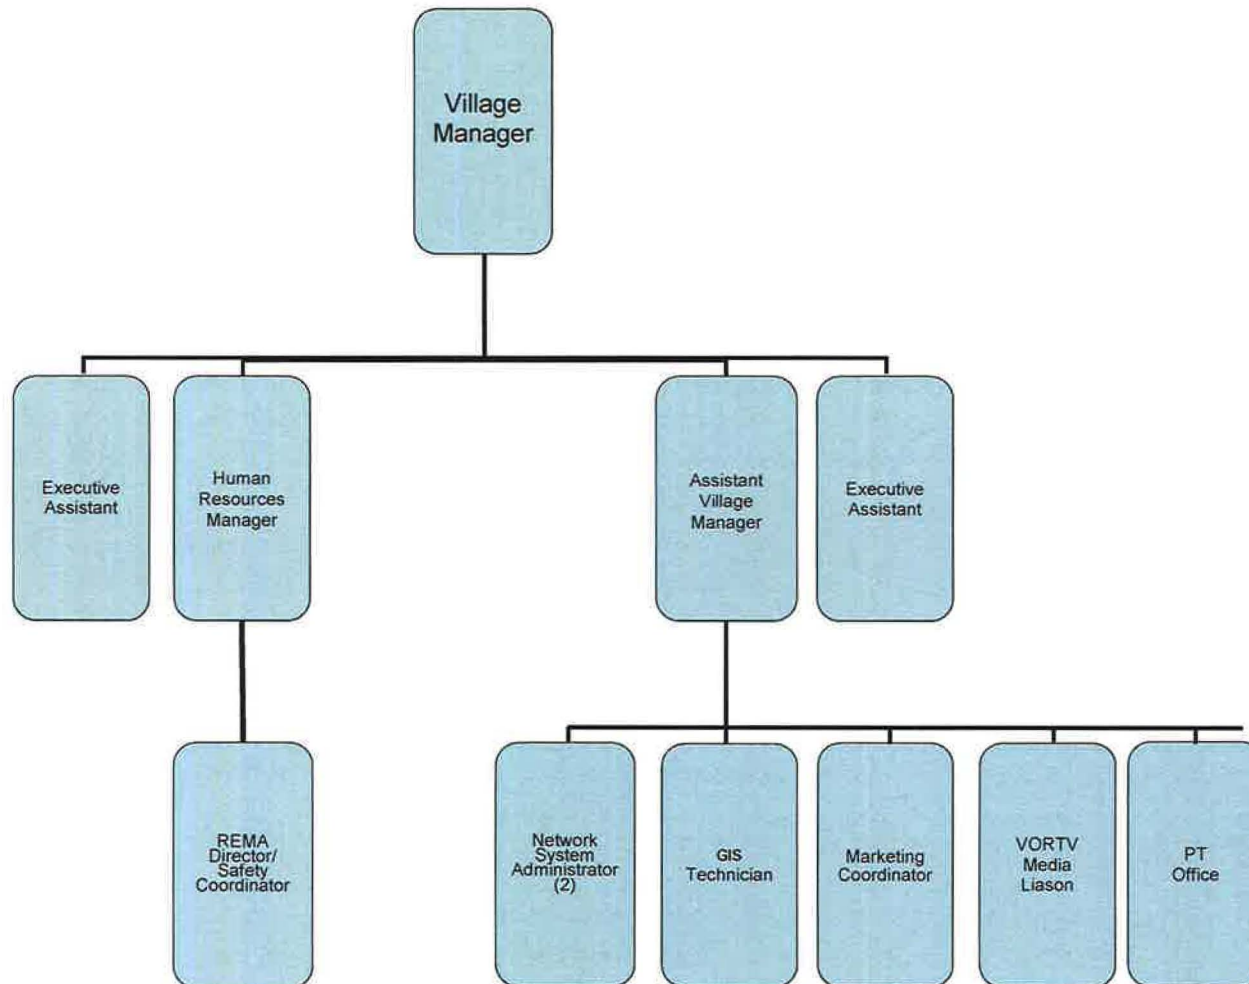 Village
Manager
Executive
Assistant
Human
Resources
Manager
Assistant
Village
Manager
Executive
Assistant
REMA
Director/
Safety
Coordinator
Network
System
Administrator
(2)
GIS
Technician
Marketing
Coordinator
VORTV
Media
Liason
PT
Office